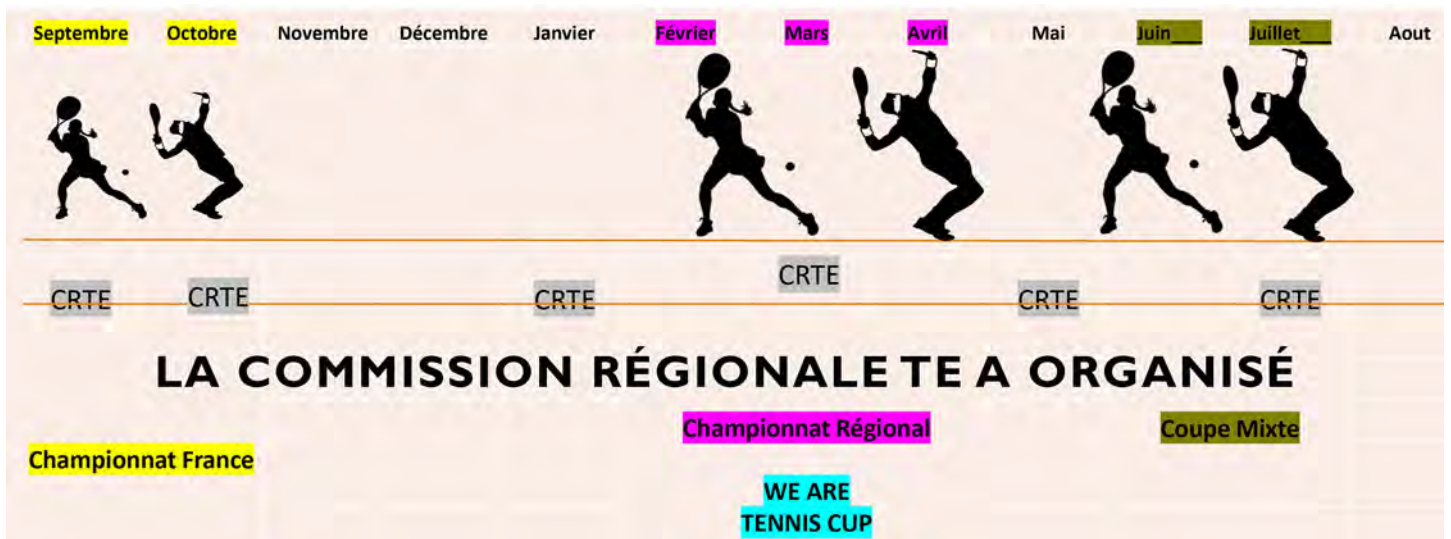 Septembre Octobre Novembre Décembre Janvier Février Mars Avril Mai Juin___ Juillet___ Aout
CRTE CRTE CRTE CRTE CRTE CRTE
LA COMMISSION RÉGIONALE TE A ORGANISÉ
Championnat Régional Coupe Mixte
Championnat France
WE ARE
TENNIS CUP